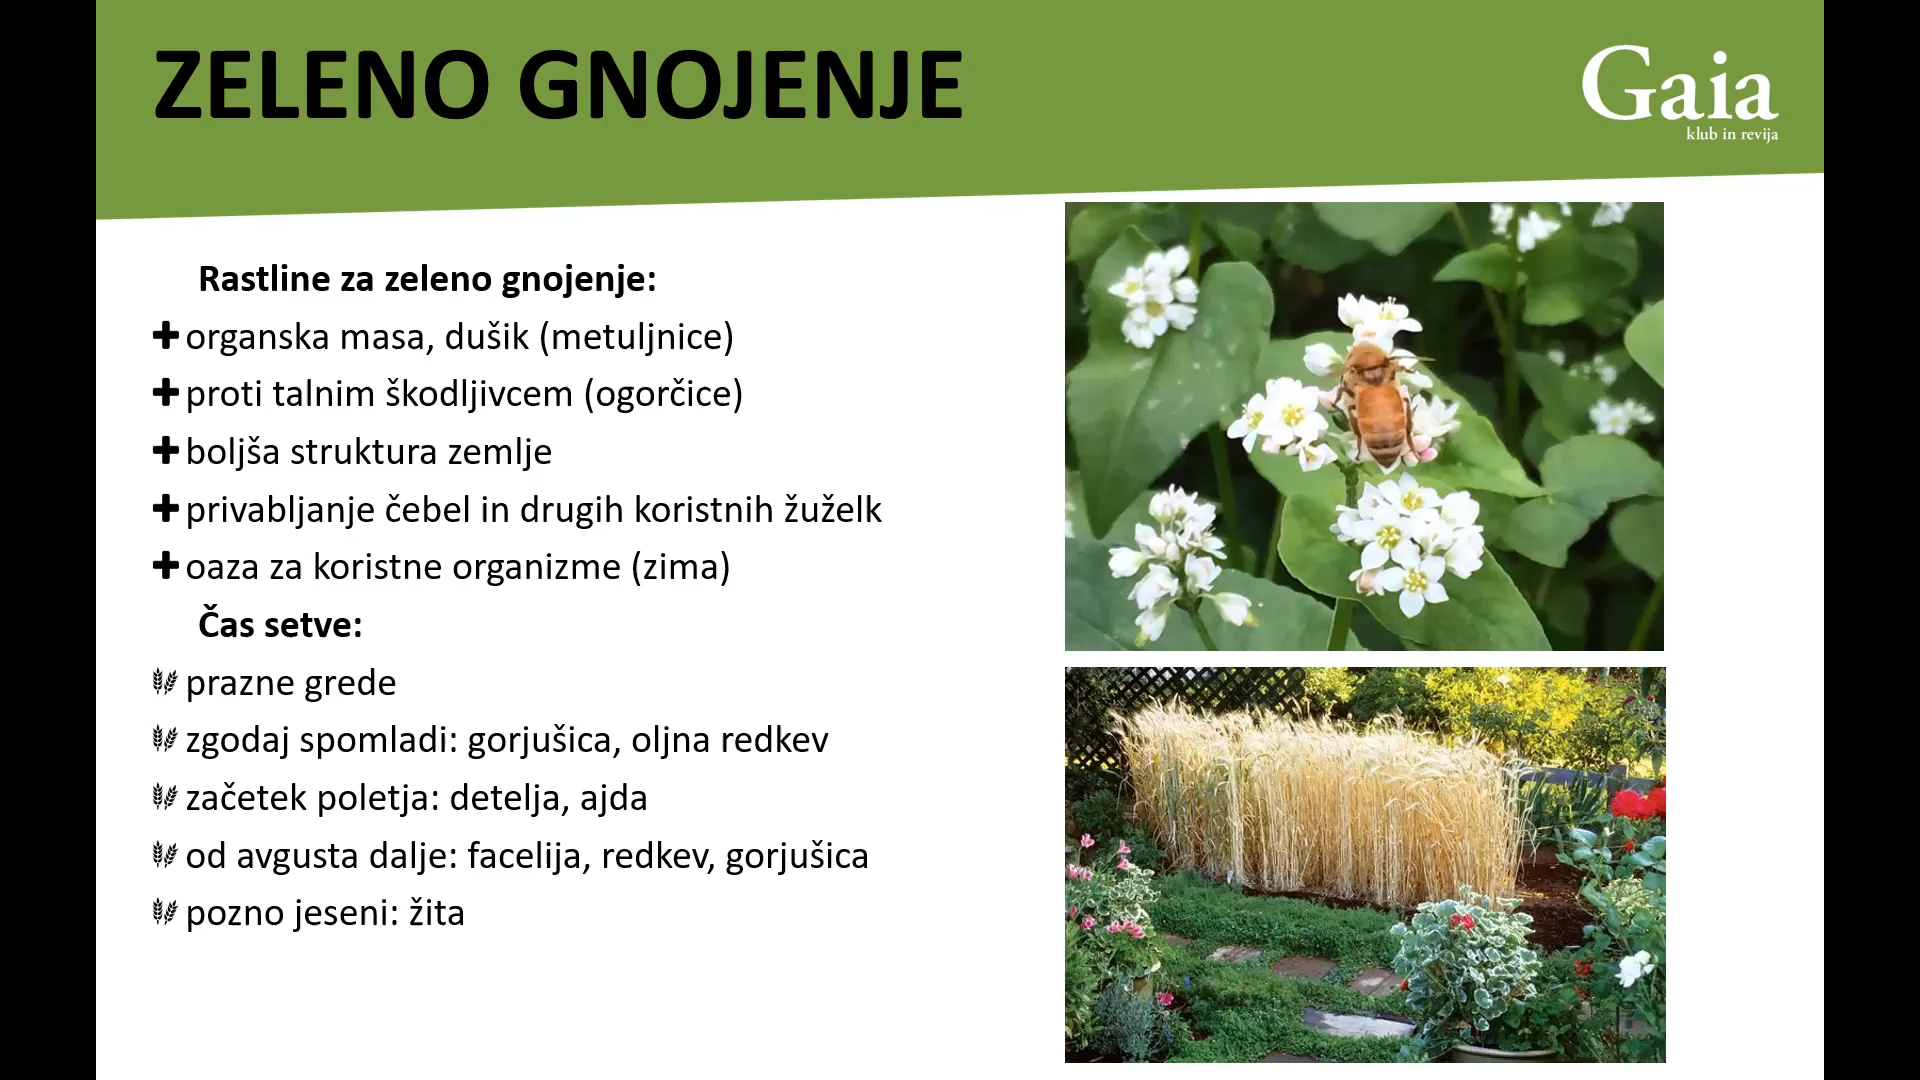 ZELENO GNOJENJE
Gaia
klub in revija
Rastline za zeleno gnojenje:
organska masa, dušik (metuljnice)
proti talnim škodljivcem (ogorčice)
boljša struktura zemlje
privabljanje čebel in drugih koristnih žuželk
oaza za koristne organizme (zima)
Čas setve:
prazne grede
zgodaj spomladi: gorjušica, oljna redkev
začetek poletja: detelja, ajda
od avgusta dalje: facelija, redkev, gorjušica
pozno jeseni: žita